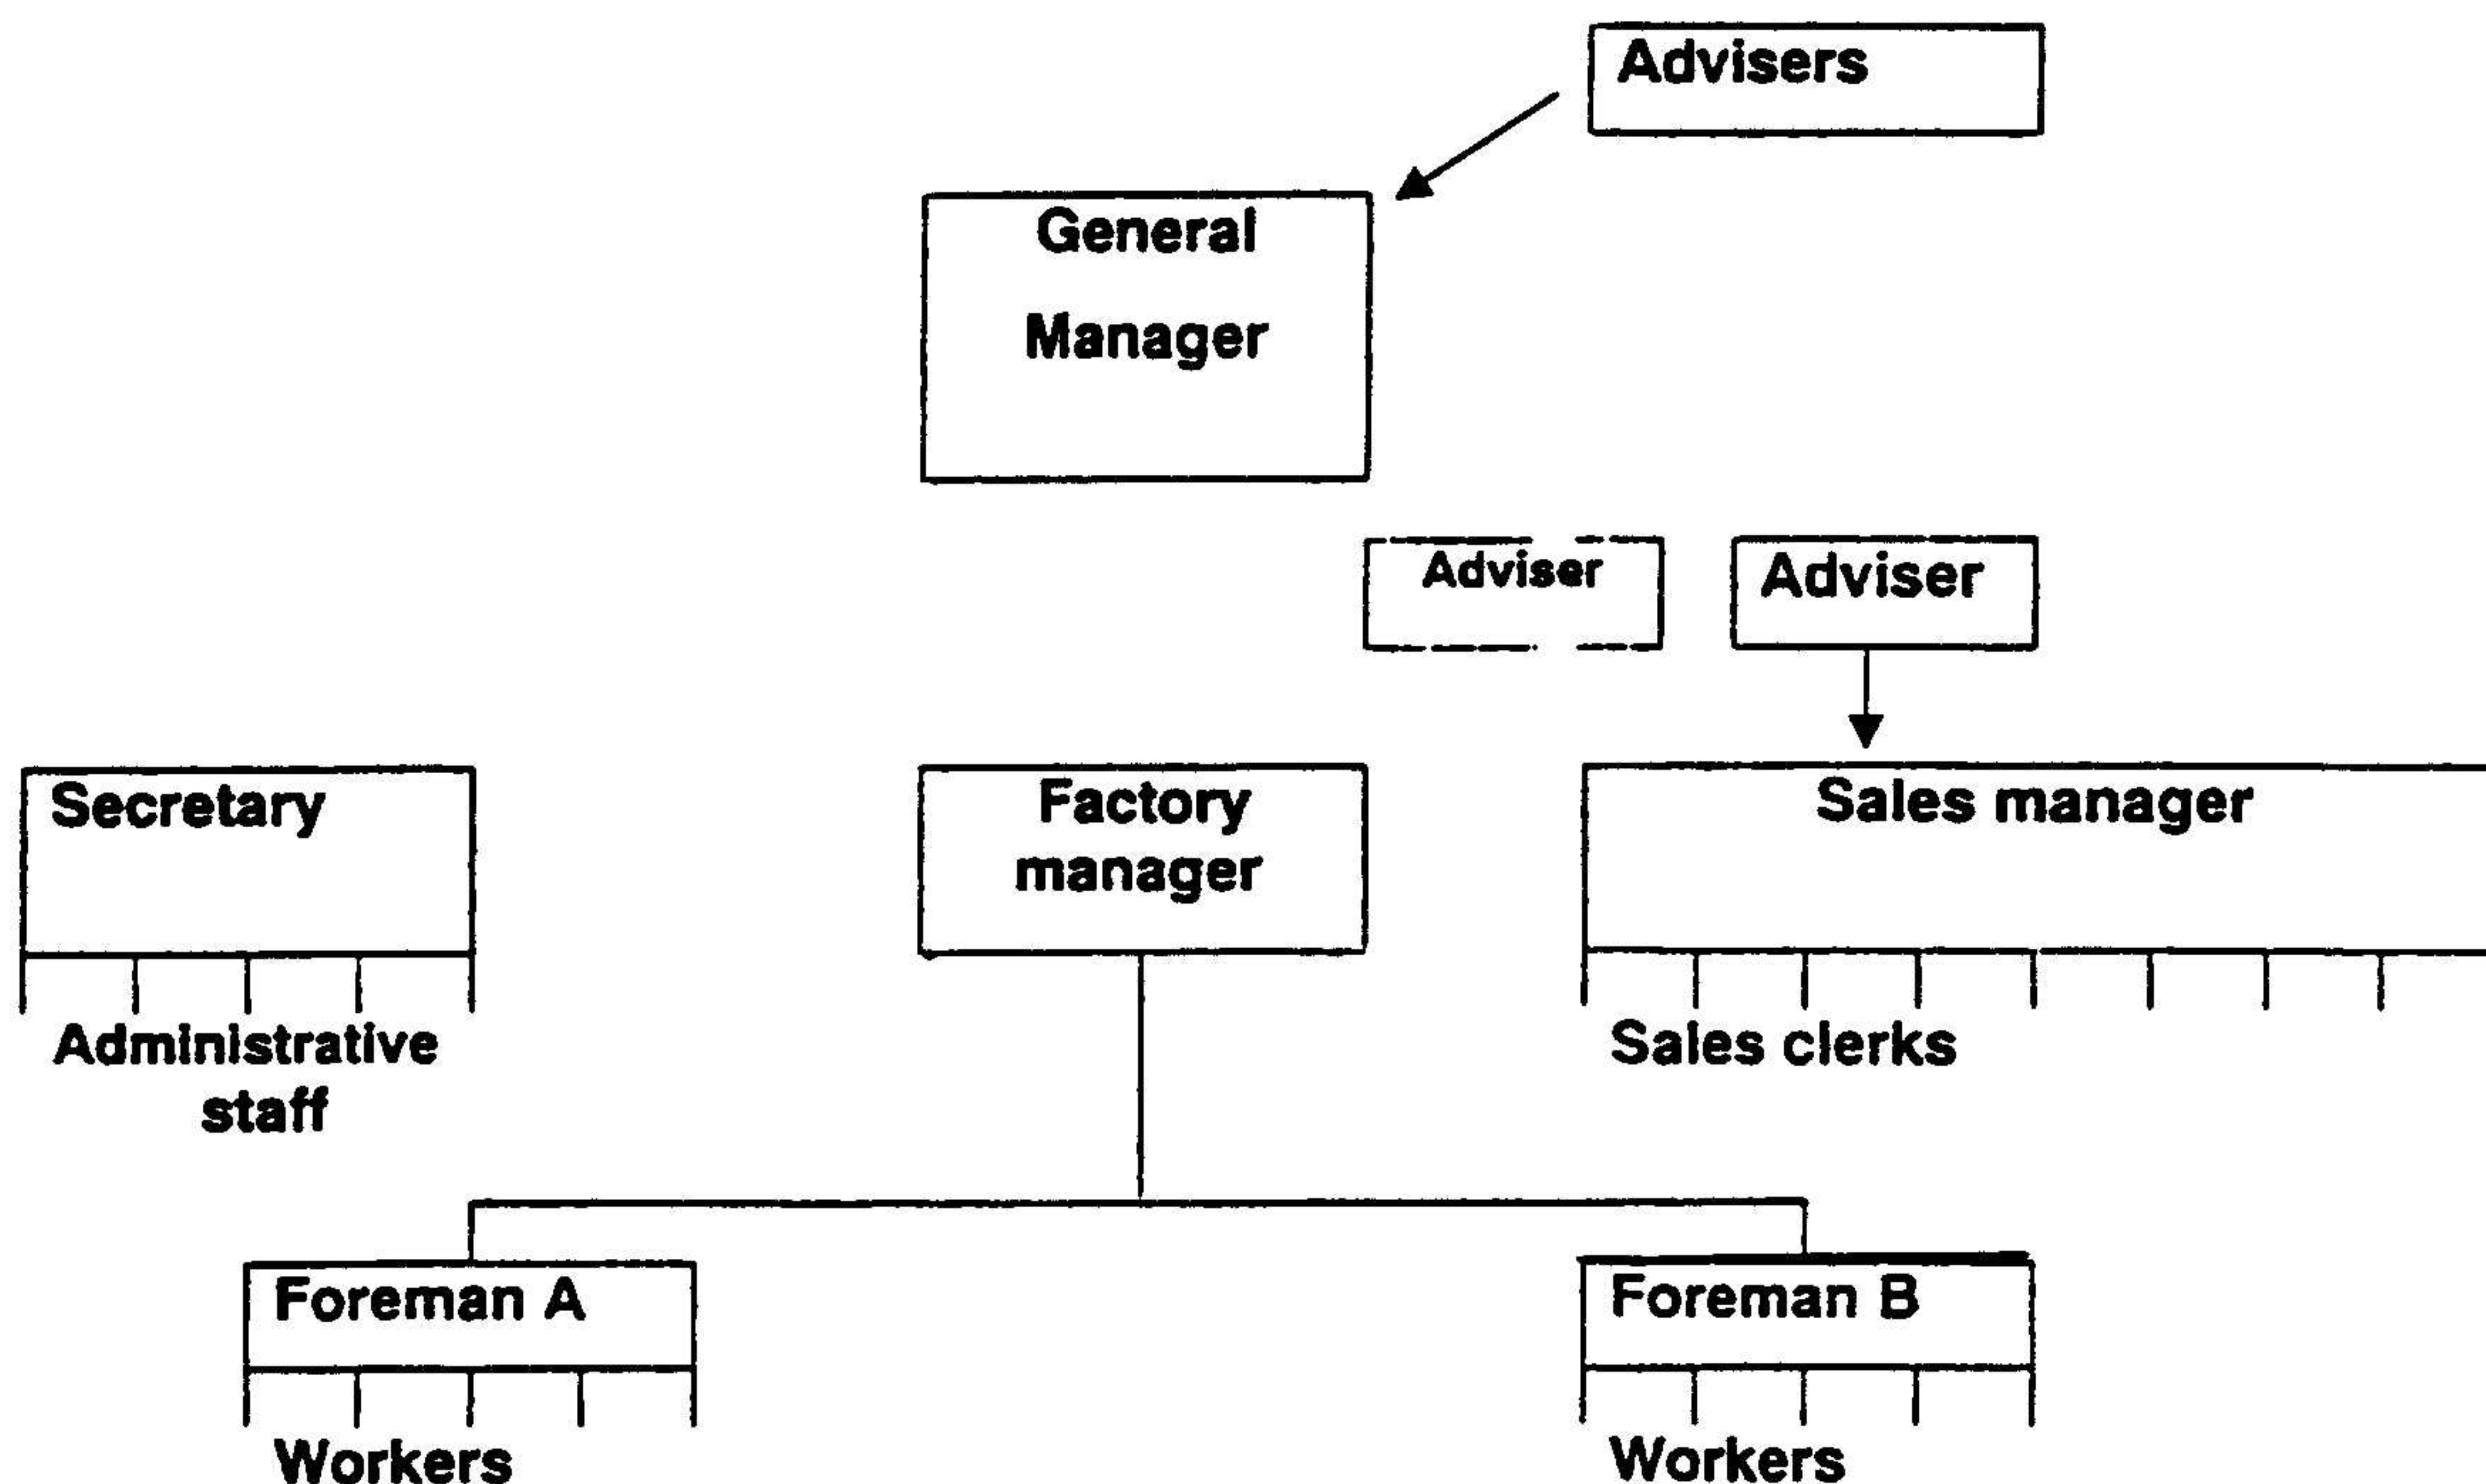 Advisers
General
Manager
Adviser
Adviser
Secretary
Factory
manager
Sales manager
Administrative
staff
Sales clerks
Foreman A
Foreman B
Workers
Workers